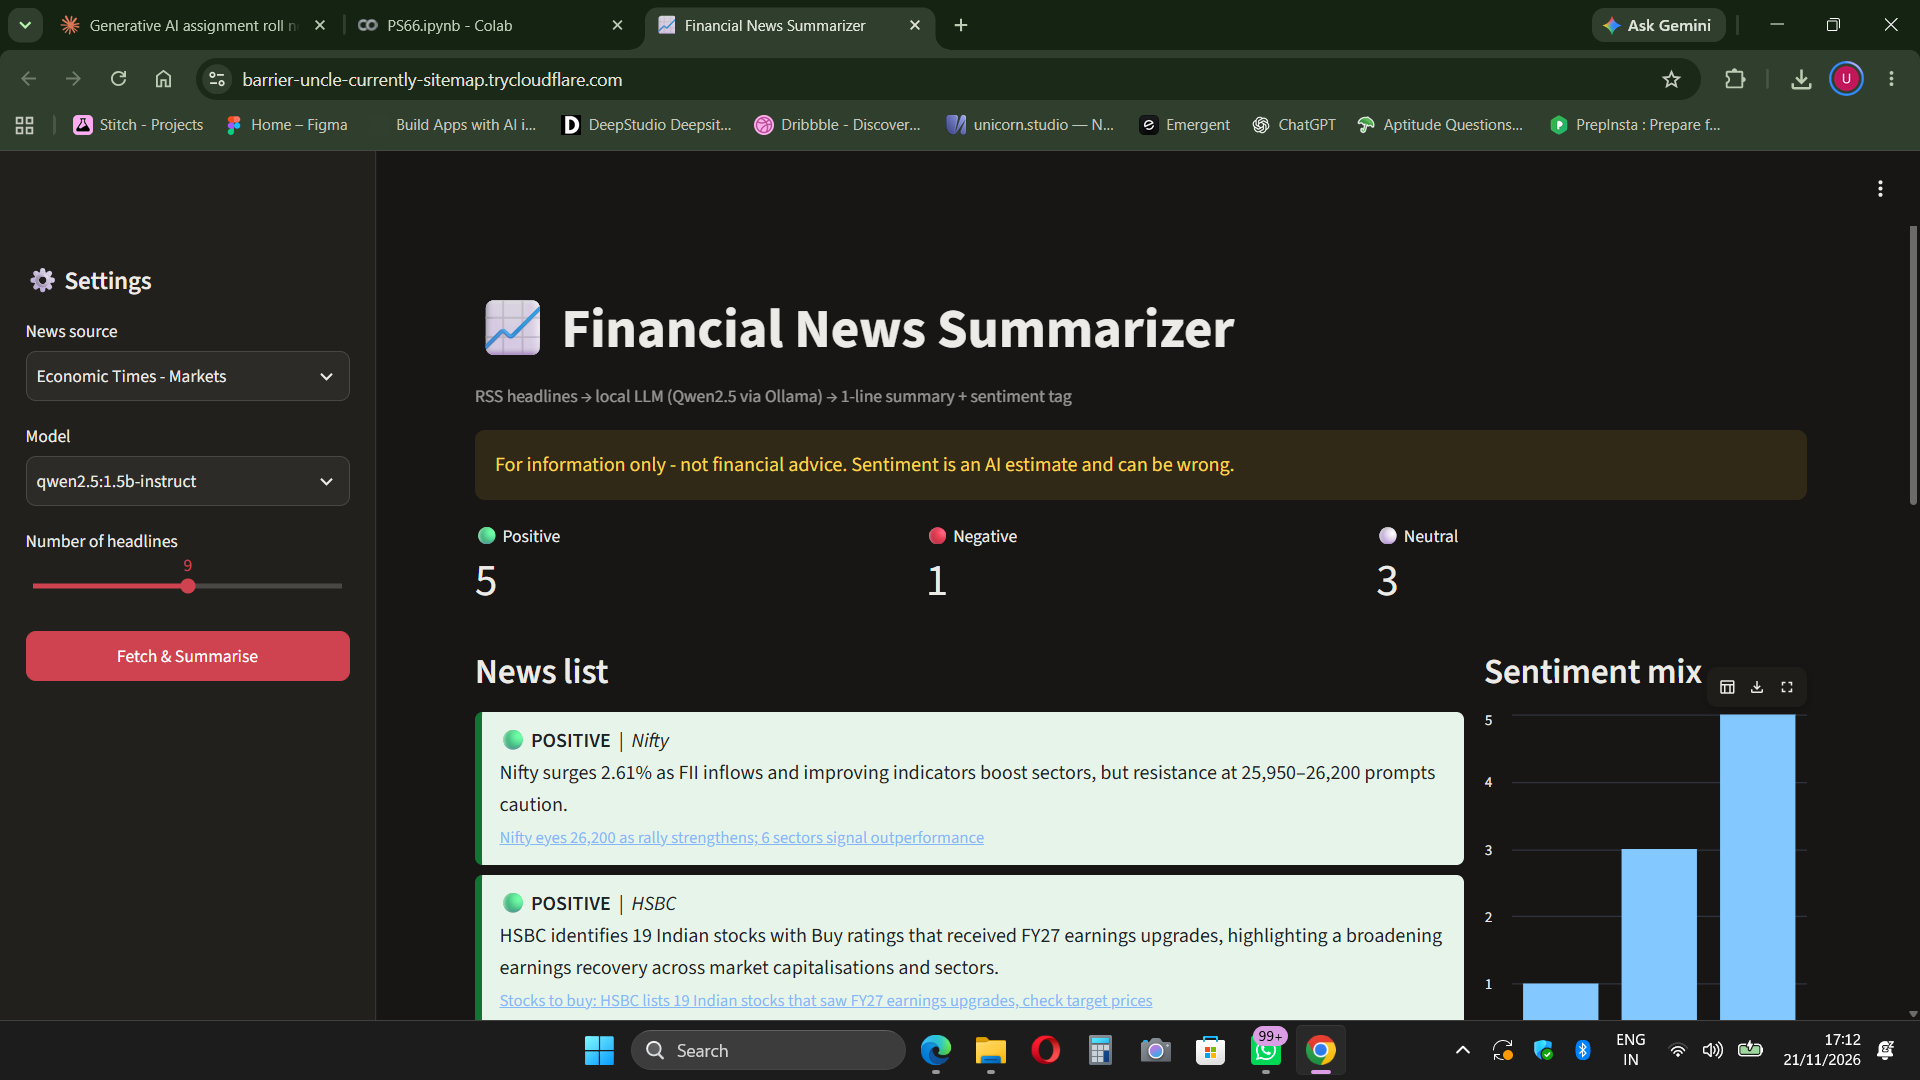 Generative AI assignment roll n
PS66.ipynb - Colab
Financial News Summarizer
Ask Gemini
barrier-uncle-currently-sitemap.trycloudflare.com
U
Stitch - Projects
Home – Figma
Build Apps with AI i...
DeepStudio Deepsit...
Dribbble - Discover...
unicorn.studio — N...
Emergent
ChatGPT
Aptitude Questions...
PrepInsta : Prepare f...
Settings
News source
Economic Times - Markets
Model
qwen2.5:1.5b-instruct
Number of headlines
9
Fetch & Summarise
Financial News Summarizer
RSS headlines → local LLM (Qwen2.5 via Ollama) → 1-line summary + sentiment tag
For information only - not financial advice. Sentiment is an AI estimate and can be wrong.
Positive
5
Negative
1
Neutral
3
News list
POSITIVE | Nifty
Nifty surges 2.61% as FII inflows and improving indicators boost sectors, but resistance at 25,950–26,200 prompts
caution.
Nifty eyes 26,200 as rally strengthens; 6 sectors signal outperformance
POSITIVE | HSBC
HSBC identifies 19 Indian stocks with Buy ratings that received FY27 earnings upgrades, highlighting a broadening
earnings recovery across market capitalisations and sectors.
Stocks to buy: HSBC lists 19 Indian stocks that saw FY27 earnings upgrades, check target prices
Sentiment mix
5
4
3
2
1
Search
99+
ENG
IN
17:12
21/11/2026